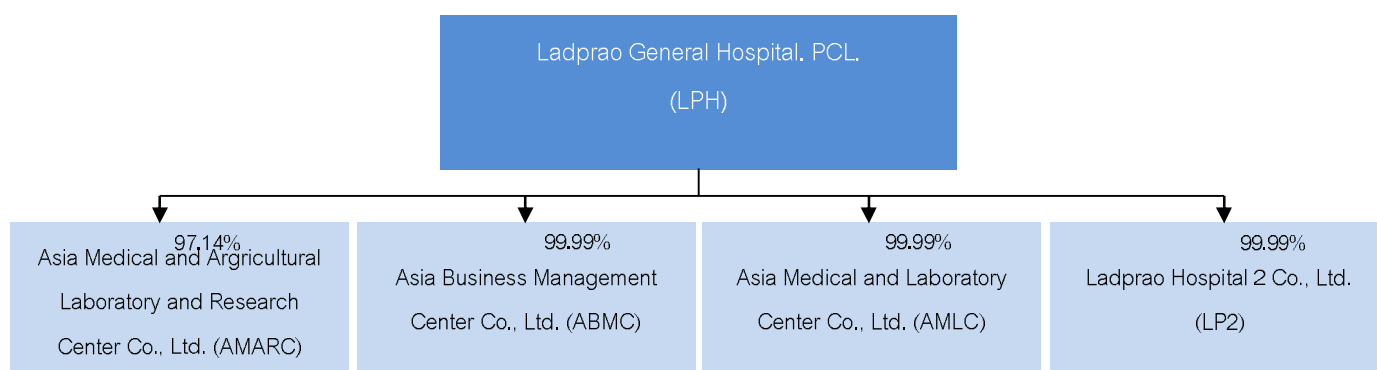 Ladprao General Hospital. PCL.
(LPH)
97.14%
Asia Medical and Argricultural
Laboratory and Research
Center Co., Ltd. (AMARC)
99.99%
Asia Business Management
Center Co., Ltd. (ABMC)
99.99%
Asia Medical and Laboratory
Center Co., Ltd. (AMLC)
99.99%
Ladprao Hospital 2 Co., Ltd.
(LP2)